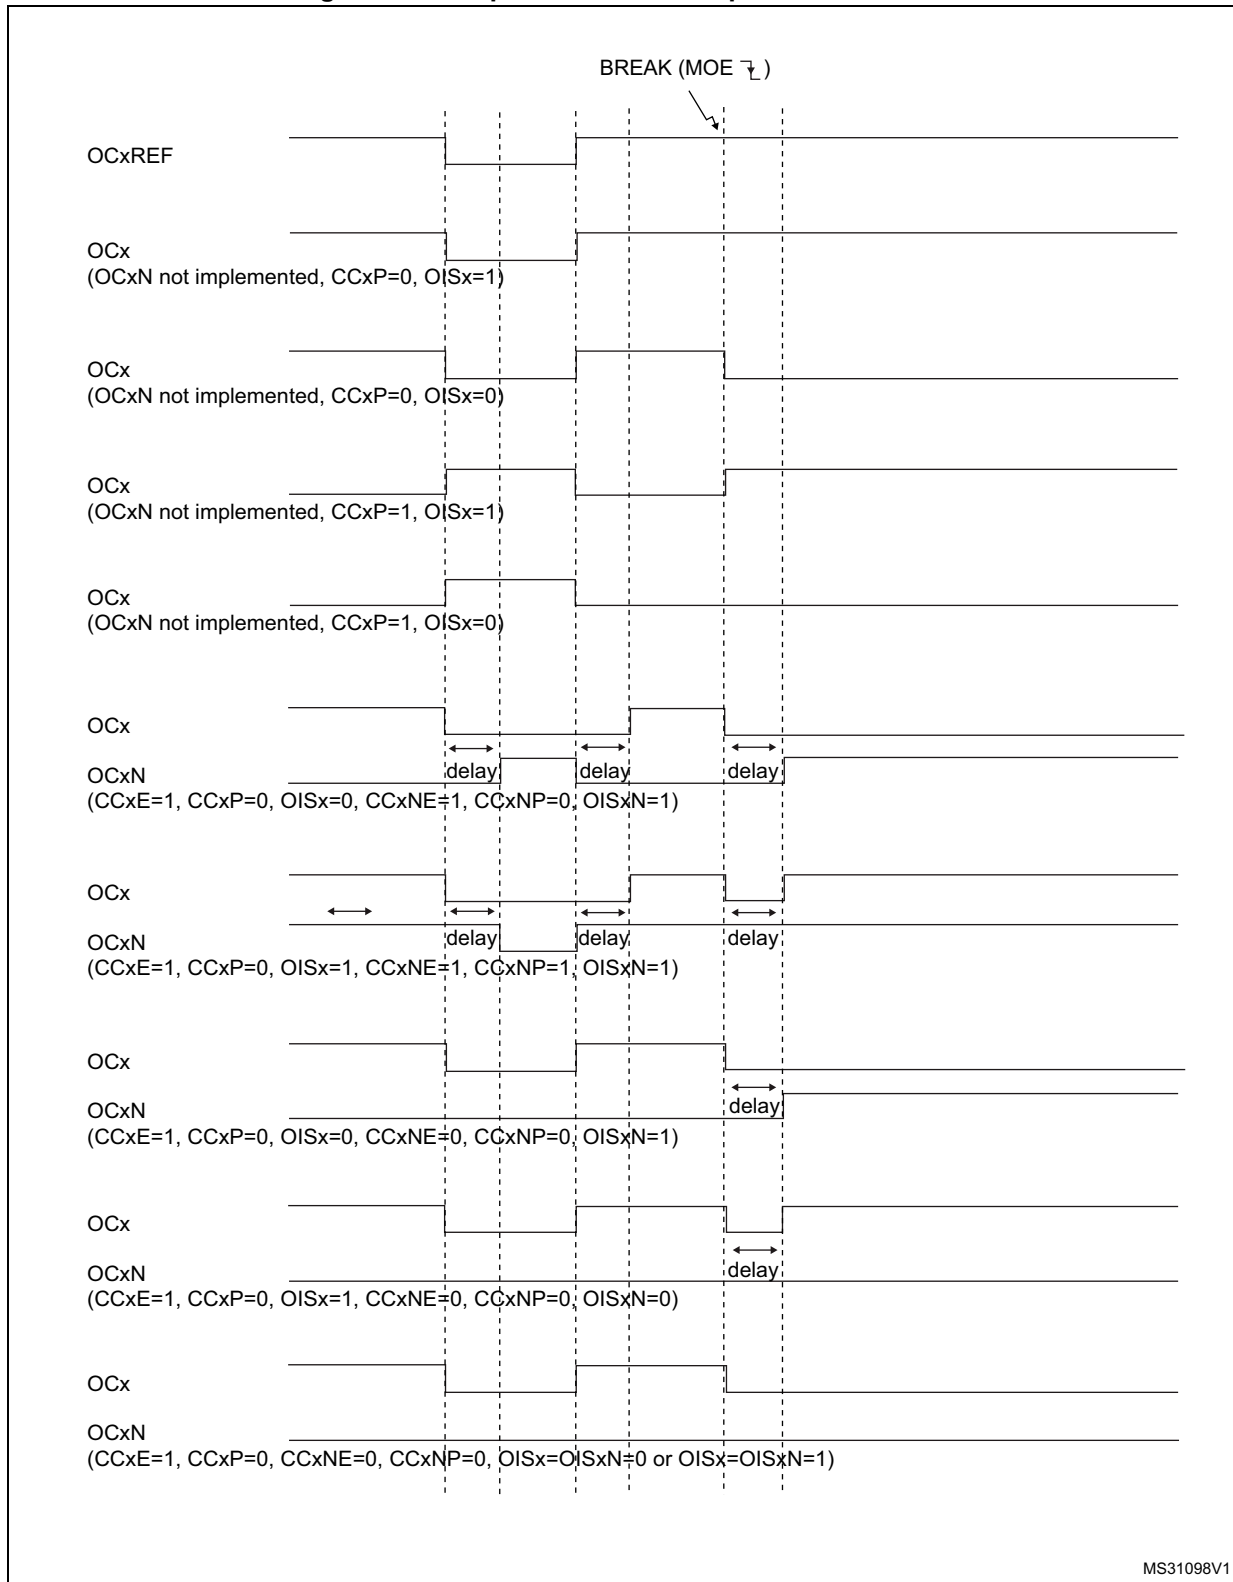 BREAK (MOE )
OCxREF
OCx
(OCxN not implemented, CCxP=0, OISx=1)
OCx
(OCxN not implemented, CCxP=0, OISx=0)
OCx
(OCxN not implemented, CCxP=1, OISx=1)
OCx
(OCxN not implemented, CCxP=1, OISx=0)
OCx
delay delay delay
OCxN
(CCxE=1, CCxP=0, OISx=0, CCxNE=1, CCxNP=0, OISxN=1)
OCx
delay delay delay
OCxN
(CCxE=1, CCxP=0, OISx=1, CCxNE=1, CCxNP=1, OISxN=1)
OCx
delay
OCxN
(CCxE=1, CCxP=0, OISx=0, CCxNE=0, CCxNP=0, OISxN=1)
OCx
delay
OCxN
(CCxE=1, CCxP=0, OISx=1, CCxNE=0, CCxNP=0, OISxN=0)
OCx
OCxN
(CCxE=1, CCxP=0, CCxNE=0, CCxNP=0, OISx=OISxN=0 or OISx=OISxN=1)
MS31098V1